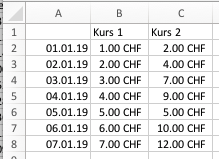 A B C
1 Kurs 1 Kurs 2
2 01.01.19 1.00 CHF 2.00 CHF
3 02.01.19 2.00 CHF 4.00 CHF
4 03.01.19 3.00 CHF 7.00 CHF
5 04.01.19 4.00 CHF 9.00 CHF
6 05.01.19 5.00 CHF 5.00 CHF
7 06.01.19 6.00 CHF 10.00 CHF
8 07.01.19 7.00 CHF 12.00 CHF